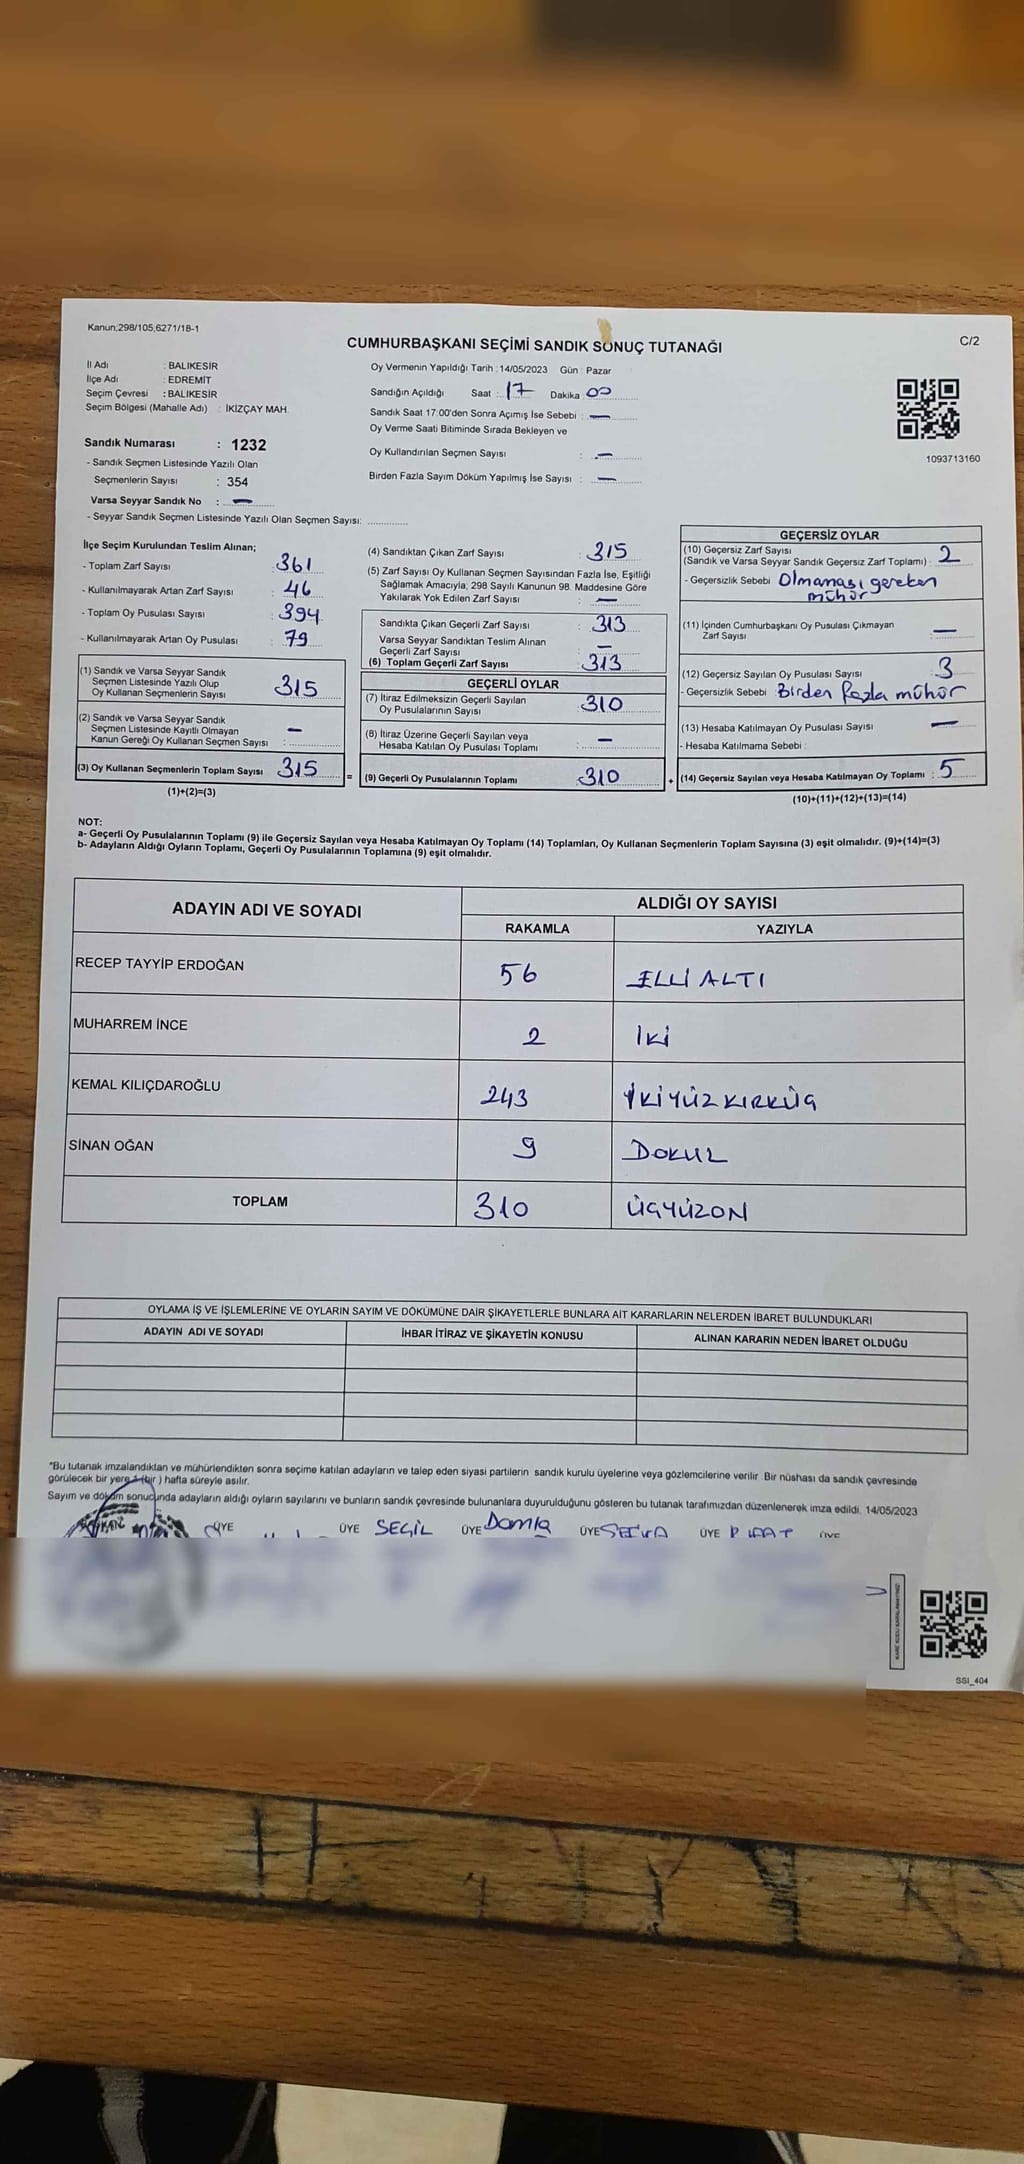 Kanun;298/105,6271/18-1
C/2
CUMHURBAŞKANI SEÇİMİ SANDIK SONUÇ TUTANAĞI
İl Adı : BALIKESİR
İlçe Adı : EDREMİT
Seçim Çevresi : BALIKESİR
Seçim Bölgesi (Mahalle Adı) : İKİZÇAY MAH.
Oy Vermenin Yapıldığı Tarih : 14/05/2023 Gün : Pazar
Sandığın Açıldığı Saat : 17 Dakika : 00
Sandık Saat 17:00'den Sonra Açımış İse Sebebi : —
Oy Verme Saati Bitiminde Sırada Bekleyen ve
Oy Kullandırılan Seçmen Sayısı : —
Birden Fazla Sayım Döküm Yapılmış İse Sayısı : —
1093713160
Sandık Numarası : 1232
- Sandık Seçmen Listesinde Yazılı Olan
Seçmenlerin Sayısı : 354
Varsa Seyyar Sandık No : —
- Seyyar Sandık Seçmen Listesinde Yazılı Olan Seçmen Sayısı: ............
İlçe Seçim Kurulundan Teslim Alınan;
- Toplam Zarf Sayısı : 361
- Kullanılmayarak Artan Zarf Sayısı : 46
- Toplam Oy Pusulası Sayısı : 394
- Kullanılmayarak Artan Oy Pusulası : 79
(1) Sandık ve Varsa Seyyar Sandık
Seçmen Listesinde Yazılı Olup
Oy Kullanan Seçmenlerin Sayısı : 315
(2) Sandık ve Varsa Seyyar Sandık
Seçmen Listesinde Kayıtlı Olmayan
Kanun Gereği Oy Kullanan Seçmen Sayısı : —
(3) Oy Kullanan Seçmenlerin Toplam Sayısı : 315
(1)+(2)=(3)
(4) Sandıktan Çıkan Zarf Sayısı : 315
(5) Zarf Sayısı Oy Kullanan Seçmen Sayısından Fazla İse, Eşitliği
Sağlamak Amacıyla; 298 Sayılı Kanunun 98. Maddesine Göre
Yakılarak Yok Edilen Zarf Sayısı : —
Sandıkta Çıkan Geçerli Zarf Sayısı : 313
Varsa Seyyar Sandıktan Teslim Alınan
Geçerli Zarf Sayısı : —
(6) Toplam Geçerli Zarf Sayısı : 313
GEÇERLİ OYLAR
(7) İtiraz Edilmeksizin Geçerli Sayılan
Oy Pusulalarının Sayısı : 310
(8) İtiraz Üzerine Geçerli Sayılan veya
Hesaba Katılan Oy Pusulası Toplamı : —
= (9) Geçerli Oy Pusulalarının Toplamı : 310
GEÇERSİZ OYLAR
(10) Geçersiz Zarf Sayısı
(Sandık ve Varsa Seyyar Sandık Geçersiz Zarf Toplamı) : 2
- Geçersizlik Sebebi : Olmaması gereken
mühür
(11) İçinden Cumhurbaşkanı Oy Pusulası Çıkmayan
Zarf Sayısı : —
(12) Geçersiz Sayılan Oy Pusulası Sayısı : 3
- Geçersizlik Sebebi : Birden fazla mühür
(13) Hesaba Katılmayan Oy Pusulası Sayısı : —
- Hesaba Katılmama Sebebi :
+ (14) Geçersiz Sayılan veya Hesaba Katılmayan Oy Toplamı : 5
(10)+(11)+(12)+(13)=(14)
NOT:
a- Geçerli Oy Pusulalarının Toplamı (9) ile Geçersiz Sayılan veya Hesaba Katılmayan Oy Toplamı (14) Toplamları, Oy Kullanan Seçmenlerin Toplam Sayısına (3) eşit olmalıdır. (9)+(14)=(3)
b- Adayların Aldığı Oyların Toplamı, Geçerli Oy Pusulalarının Toplamına (9) eşit olmalıdır.
ADAYIN ADI VE SOYADI
ALDIĞI OY SAYISI
RAKAMLA YAZIYLA
RECEP TAYYİP ERDOĞAN 56 ELLİ ALTI
MUHARREM İNCE 2 İKİ
KEMAL KILIÇDAROĞLU 243 İKİYÜZKIRKÜÇ
SİNAN OĞAN 9 DOKUZ
TOPLAM 310 ÜÇYÜZON
OYLAMA İŞ VE İŞLEMLERİNE VE OYLARIN SAYIM VE DÖKÜMÜNE DAİR ŞİKAYETLERLE BUNLARA AİT KARARLARIN NELERDEN İBARET BULUNDUKLARI
ADAYIN ADI VE SOYADI İHBAR İTİRAZ VE ŞİKAYETİN KONUSU ALINAN KARARIN NEDEN İBARET OLDUĞU
*Bu tutanak imzalandıktan ve mühürlendikten sonra seçime katılan adayların ve talep eden siyasi partilerin sandık kurulu üyelerine veya gözlemcilerine verilir. Bir nüshası da sandık çevresinde
görülecek bir yere 1 (bir ) hafta süreyle asılır.
Sayım ve döküm sonucunda adayların aldığı oyların sayılarını ve bunların sandık çevresinde bulunanlara duyurulduğunu gösteren bu tutanak tarafımızdan düzenlenerek imza edildi. 14/05/2023
BAŞKAN ÜYE ÜYE SEÇİL ÜYE Damla ÜYE ÜYE ÜYE
SSI_404